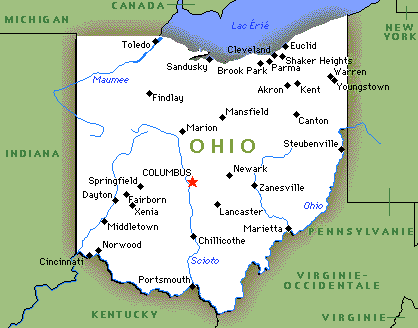 CANADA
MICHIGAN
Lac Érié
NEW
YORK
Toledo
Cleveland
Euclid
Sandusky
Shaker Heights
Brook Park
Parma
Maumee
Warren
Akron
Kent
Youngstown
Findlay
Mansfield
Canton
Marion
OHIO
Steubenville
INDIANA
COLUMBUS
Newark
Springfield
Zanesville
Fairborn
Dayton
Xenia
Lancaster
Ohio
Middletown
Marietta
PENNSYLVANIE
Norwood
Chillicothe
Cincinnati
Scioto
VIRGINIE-
OCCIDENTALE
Portsmouth
KENTUCKY
VIRGINIE